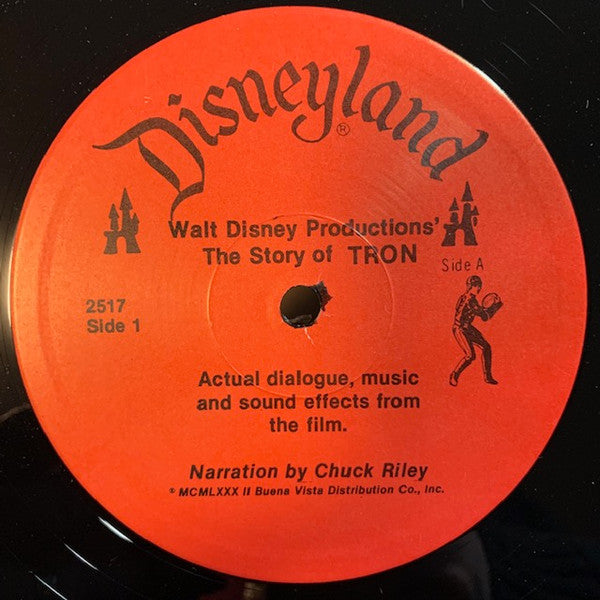 Disneyland®
Walt Disney Productions'
The Story of TRON
Side A
2517
Side 1
Actual dialogue, music
and sound effects from
the film.
Narration by Chuck Riley
© MCMLXXX II Buena Vista Distribution Co., Inc.